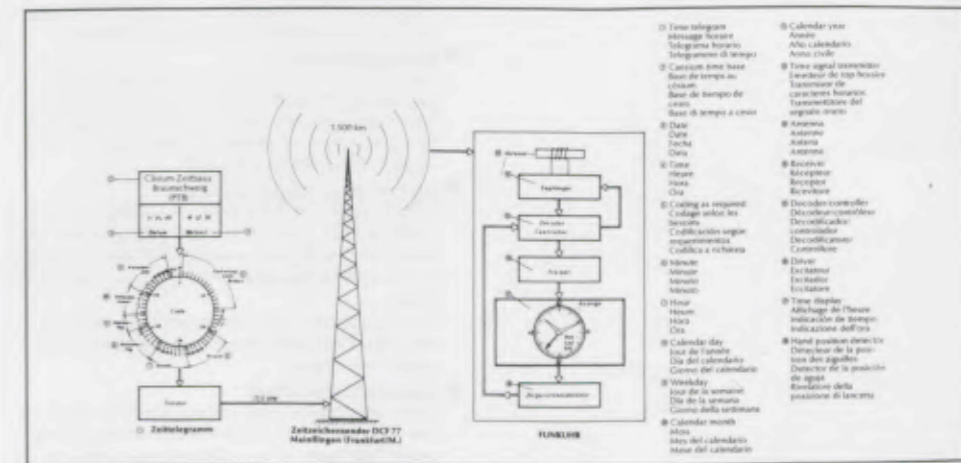 1.500 km
Cäsium-Zeitbasis
Braunschweig
(PTB)
Code
Zeittelegramm
Zeitzeichensender DCF77
Mainflingen (Frankfurt/M.)
Empfänger
Decoder
Controller
Treiber
Anzeige
FUNKUHR
Time telegram
Message horaire
Telegrama horario
Telegramme di tempo
Caesium time base
Base de temps au
césium
Base de tiempo de
cesio
Base di tempo a cesio
Date
Date
Fecha
Data
Time
Heure
Hora
Ora
Coding as required
Codage selon les
besoins
Codificación según
requerimientos
Codifica a richiesta
Minute
Minute
Minuto
Minuto
Hour
Heure
Hora
Ora
Calendar day
Jour de l'année
Día del calendario
Giorno del calendario
Weekday
Jour de la semaine
Día de la semana
Giorno della settimana
Calendar month
Mois
Mes del calendario
Mese del calendario
Calendar year
Année
Año calendario
Anno civile
Time signal transmitter
Emetteur de top horaire
Transmisor de
caracteres horarios
Transmettitore del
segnale orario
Antenna
Antenne
Antena
Antenna
Receiver
Récepteur
Receptor
Ricevitore
Decoder/controller
Décodeur/contrôleur
Decodificador/
controlador
Decodificatore/
Controllore
Driver
Excitateur
Excitador
Eccitatore
Time display
Affichage de l'heure
Indicación de tiempo
Indicazione dell'ora
Hand position detector
Détecteur de la posi-
tion des aiguilles
Detector de la posición
de agujas
Rivelatore della
posizione di lancetta